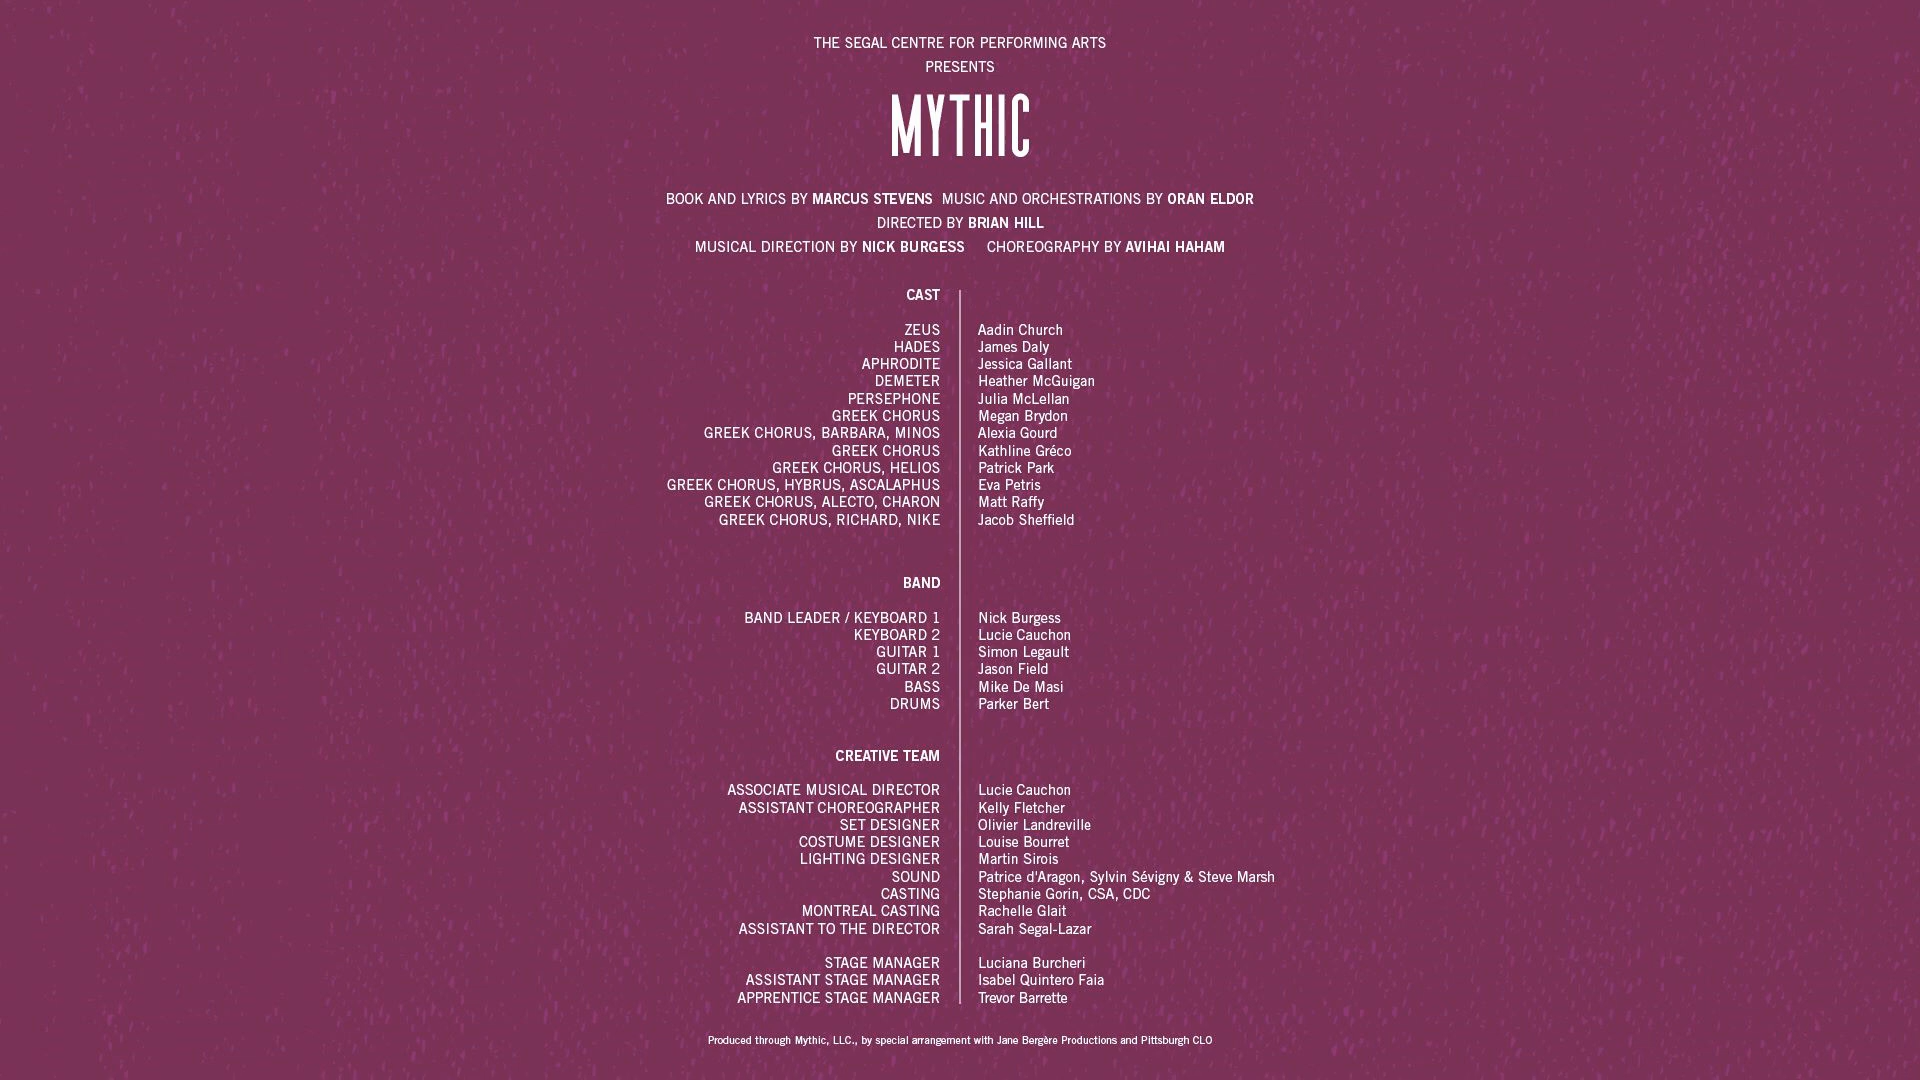 THE SEGAL CENTRE FOR PERFORMING ARTS
PRESENTS
MYTHIC
BOOK AND LYRICS BY MARCUS STEVENS MUSIC AND ORCHESTRATIONS BY ORAN ELDOR
DIRECTED BY BRIAN HILL
MUSICAL DIRECTION BY NICK BURGESS CHOREOGRAPHY BY AVIHAI HAHAM
CAST
ZEUS Aadin Church
HADES James Daly
APHRODITE Jessica Gallant
DEMETER Heather McGuigan
PERSEPHONE Julia McLellan
GREEK CHORUS Megan Brydon
GREEK CHORUS, BARBARA, MINOS Alexia Gourd
GREEK CHORUS Kathline Gréco
GREEK CHORUS, HELIOS Patrick Park
GREEK CHORUS, HYBRUS, ASCALAPHUS Eva Petris
GREEK CHORUS, ALECTO, CHARON Matt Raffy
GREEK CHORUS, RICHARD, NIKE Jacob Sheffield
BAND
BAND LEADER / KEYBOARD 1 Nick Burgess
KEYBOARD 2 Lucie Cauchon
GUITAR 1 Simon Legault
GUITAR 2 Jason Field
BASS Mike De Masi
DRUMS Parker Bert
CREATIVE TEAM
ASSOCIATE MUSICAL DIRECTOR Lucie Cauchon
ASSISTANT CHOREOGRAPHER Kelly Fletcher
SET DESIGNER Olivier Landreville
COSTUME DESIGNER Louise Bourret
LIGHTING DESIGNER Martin Sirois
SOUND Patrice d'Aragon, Sylvin Sévigny & Steve Marsh
CASTING Stephanie Gorin, CSA, CDC
MONTREAL CASTING Rachelle Glait
ASSISTANT TO THE DIRECTOR Sarah Segal-Lazar
STAGE MANAGER Luciana Burcheri
ASSISTANT STAGE MANAGER Isabel Quintero Faia
APPRENTICE STAGE MANAGER Trevor Barrette
Produced through Mythic, LLC., by special arrangement with Jane Bergère Productions and Pittsburgh CLO